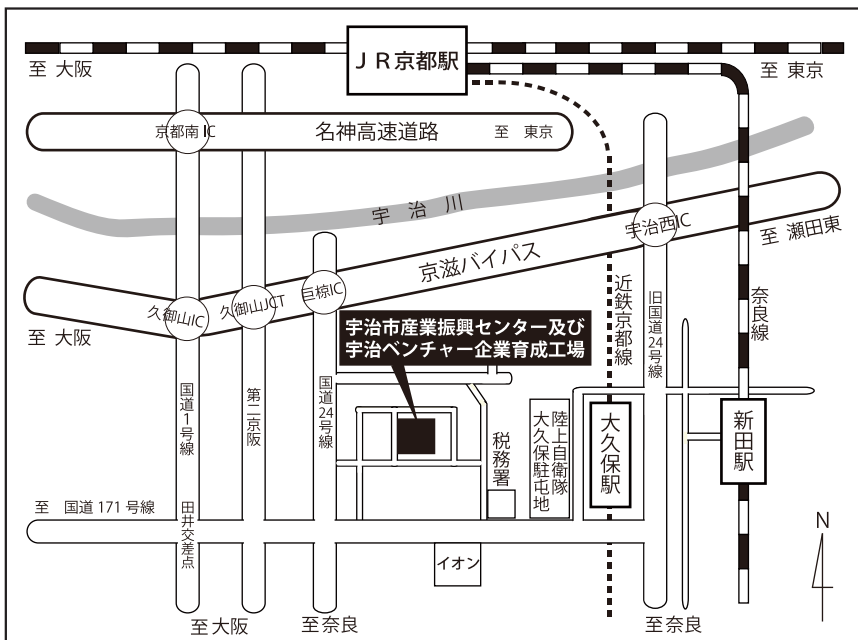 ＪＲ京都駅
至 大阪
至 東京
京都南IC
名神高速道路
至 東京
宇治川
宇治西IC
至 瀬田東
京滋バイパス
久御山IC
久御山JCT
巨椋IC
至 大阪
近鉄京都線
旧国道24号線
奈良線
宇治市産業振興センター及び
宇治ベンチャー企業育成工場
国道1号線
第二京阪
国道24号線
税務署
陸上自衛隊
大久保駐屯地
大久保駅
新田駅
至 国道171号線
田井交差点
イオン
N
至大阪
至奈良
至奈良